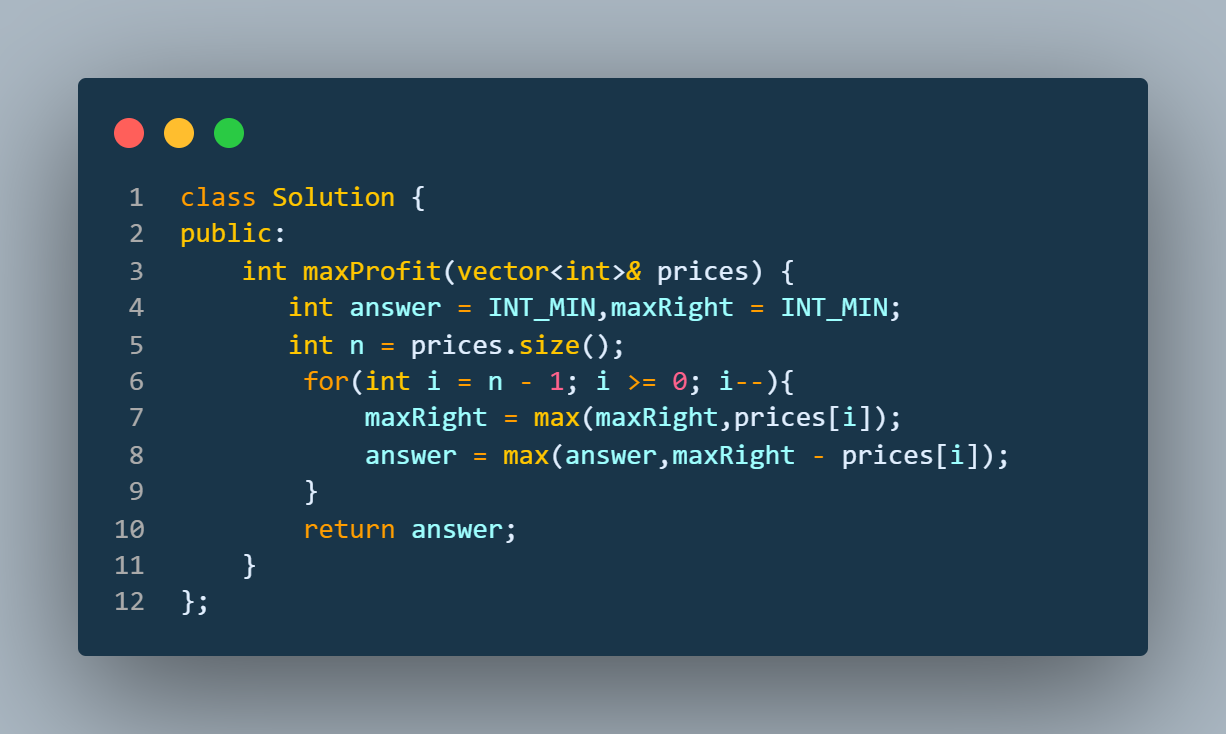 1 class Solution {
2 public:
3     int maxProfit(vector<int>& prices) {
4        int answer = INT_MIN,maxRight = INT_MIN;
5        int n = prices.size();
6         for(int i = n - 1; i >= 0; i--){
7             maxRight = max(maxRight,prices[i]);
8             answer = max(answer,maxRight - prices[i]);
9         }
10         return answer;
11     }
12 };